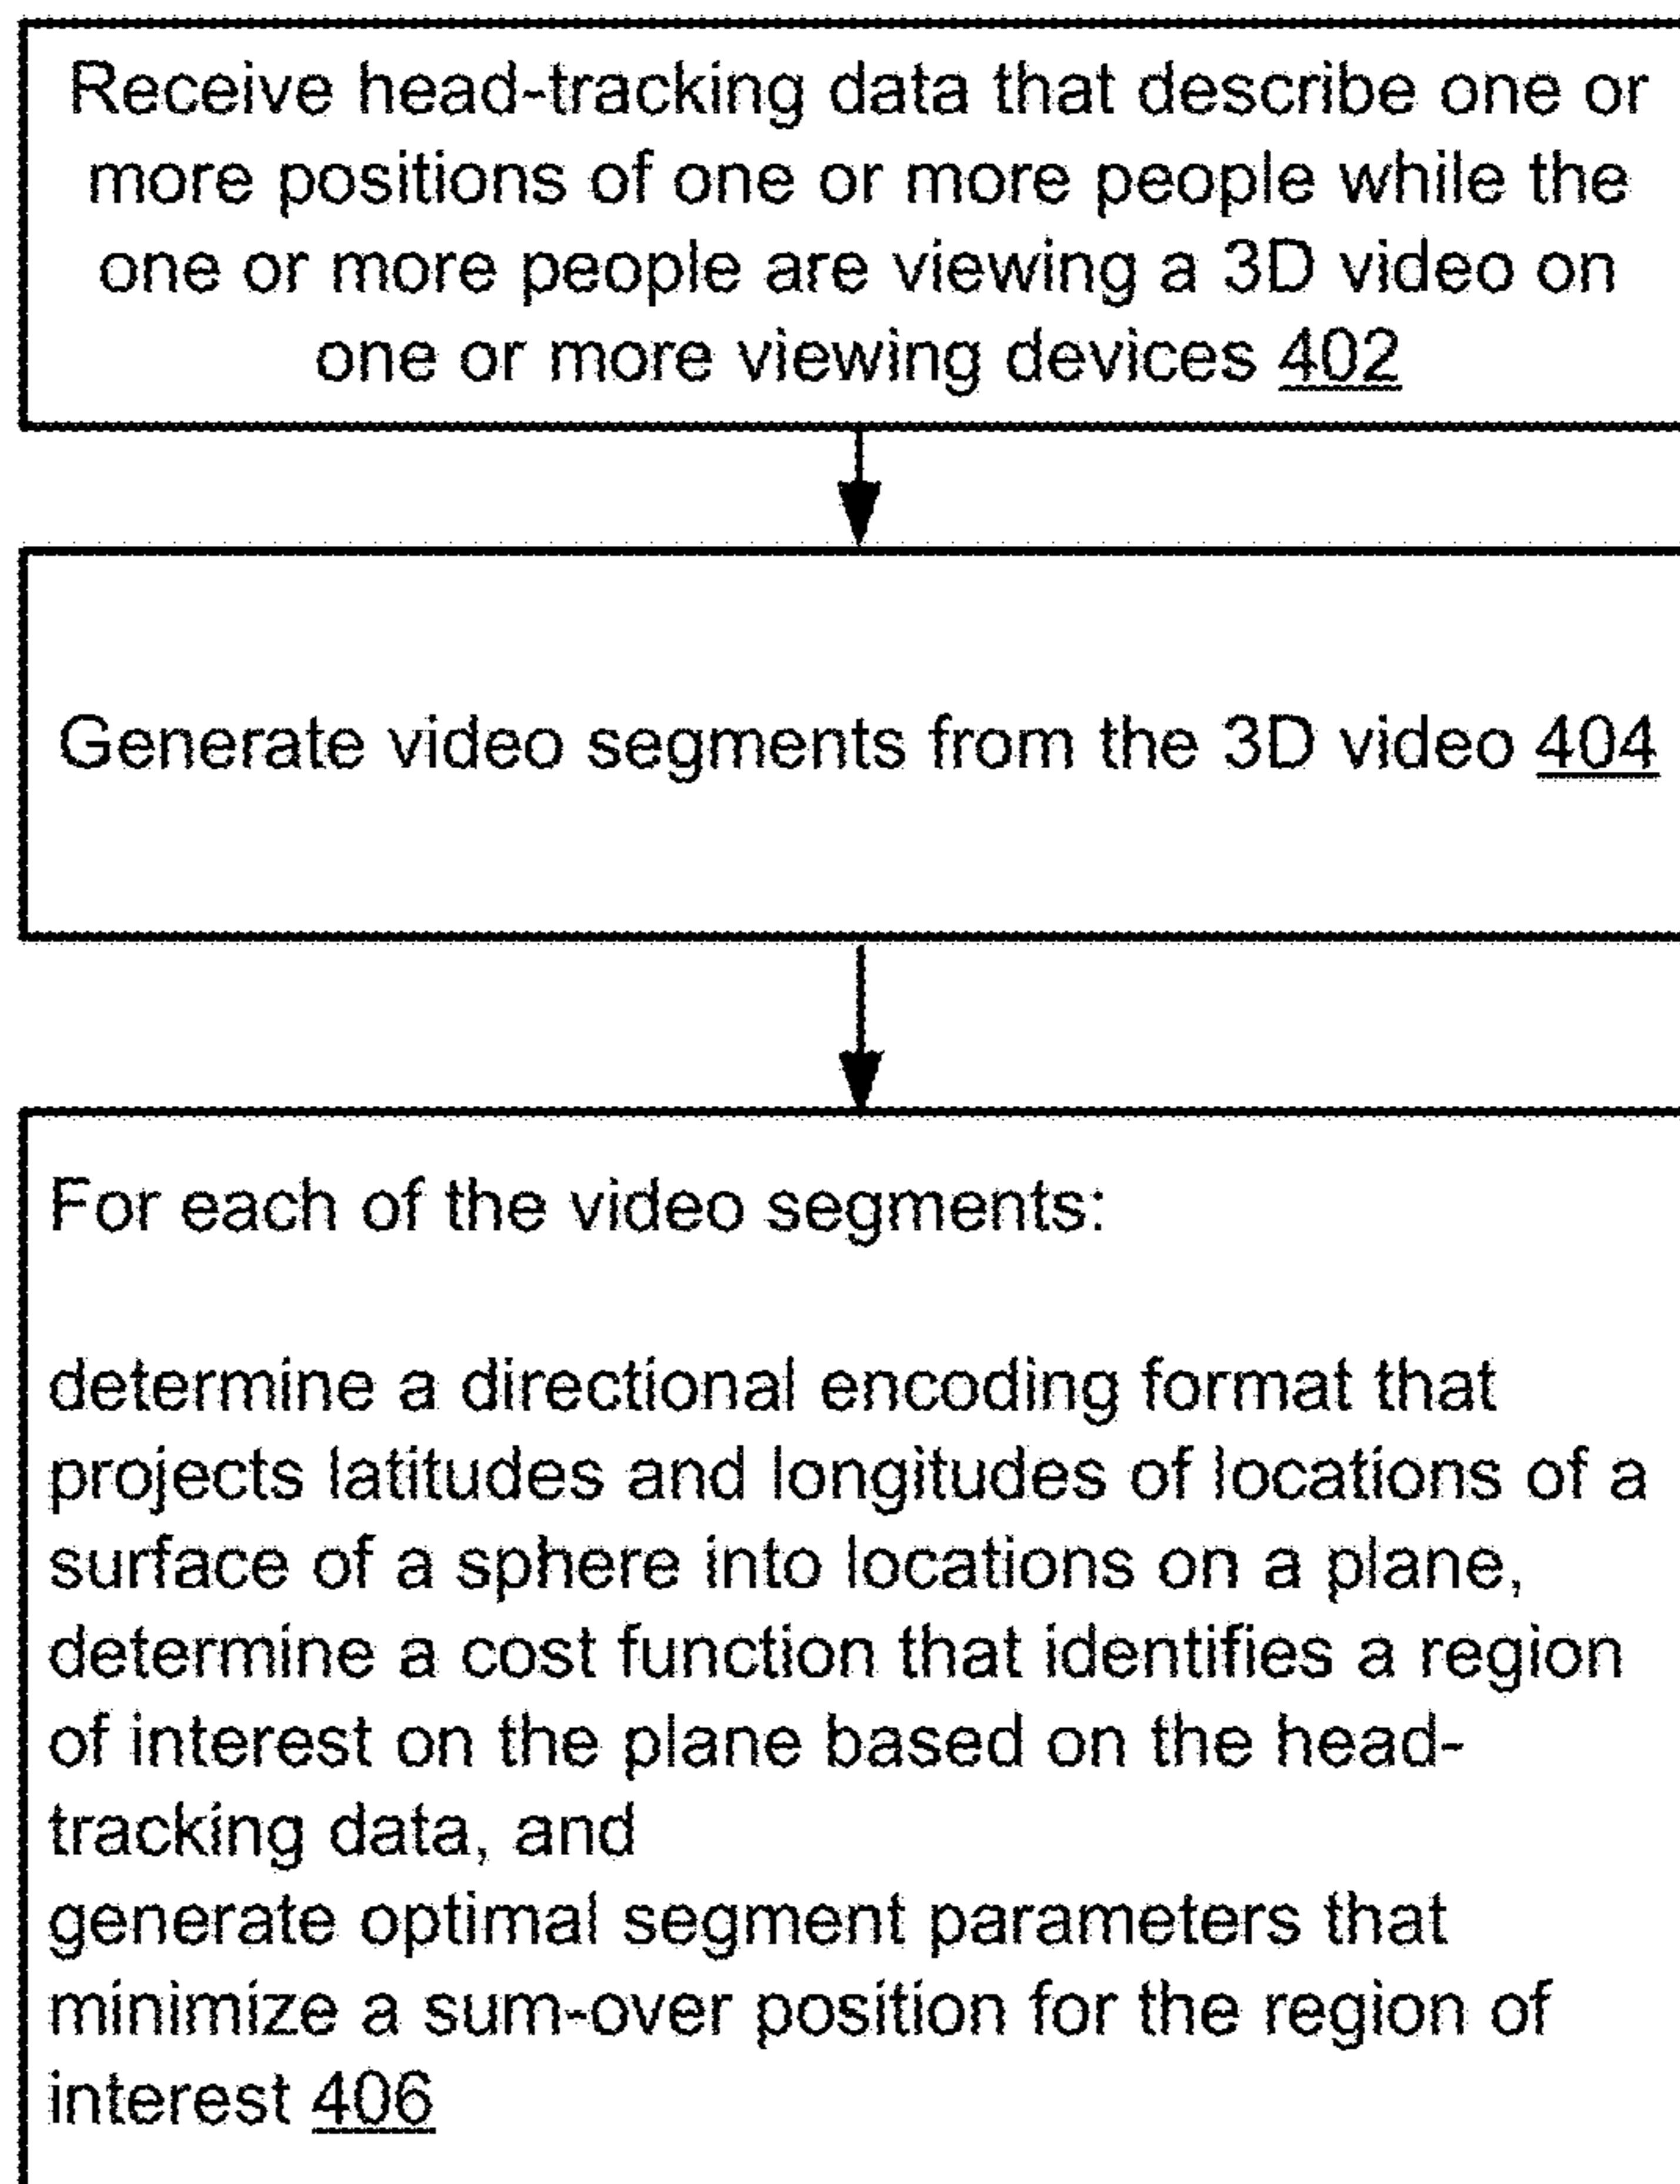 Receive head-tracking data that describe one or
more positions of one or more people while the
one or more people are viewing a 3D video on
one or more viewing devices 402
Generate video segments from the 3D video 404
For each of the video segments:
determine a directional encoding format that
projects latitudes and longitudes of locations of a
surface of a sphere into locations on a plane,
determine a cost function that identifies a region
of interest on the plane based on the head-
tracking data, and
generate optimal segment parameters that
minimize a sum-over position for the region of
interest 406